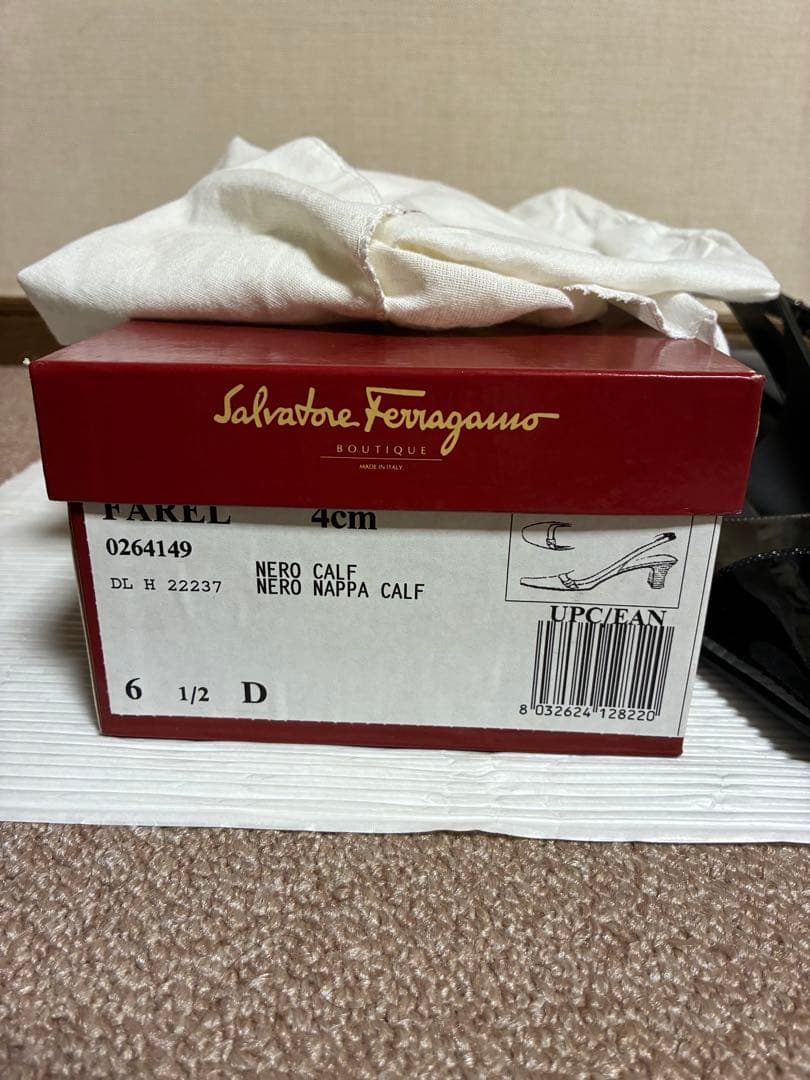 Salvatore Ferragamo
BOUTIQUE
MADE IN ITALY
FAREL 4cm
0264149
DL H 22237 NERO CALF
NERO NAPPA CALF
UPC/EAN
6 1/2 D
8 032624 128220